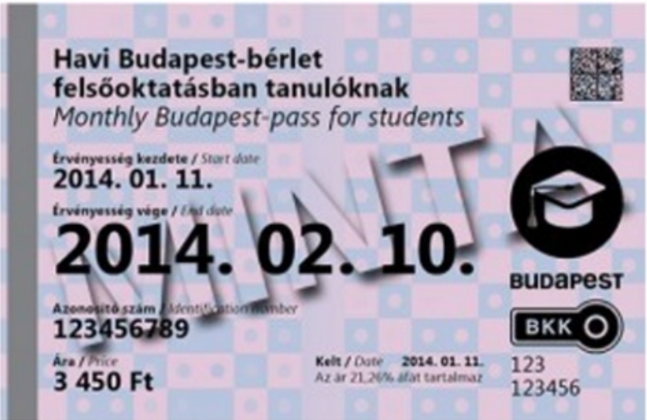 Havi Budapest-bérlet
felsőoktatásban tanulóknak
Monthly Budapest-pass for students
Érvényesség kezdete / Start date
2014. 01. 11.
Érvényesség vége / End date
2014. 02. 10.
MINTA
Azonosító szám / Identification number
123456789
Ára / Price
3 450 Ft
Kelt / Date 2014. 01. 11.
Az ár 21,26% áfát tartalmaz
BUDAPEST
BKK
123
123456